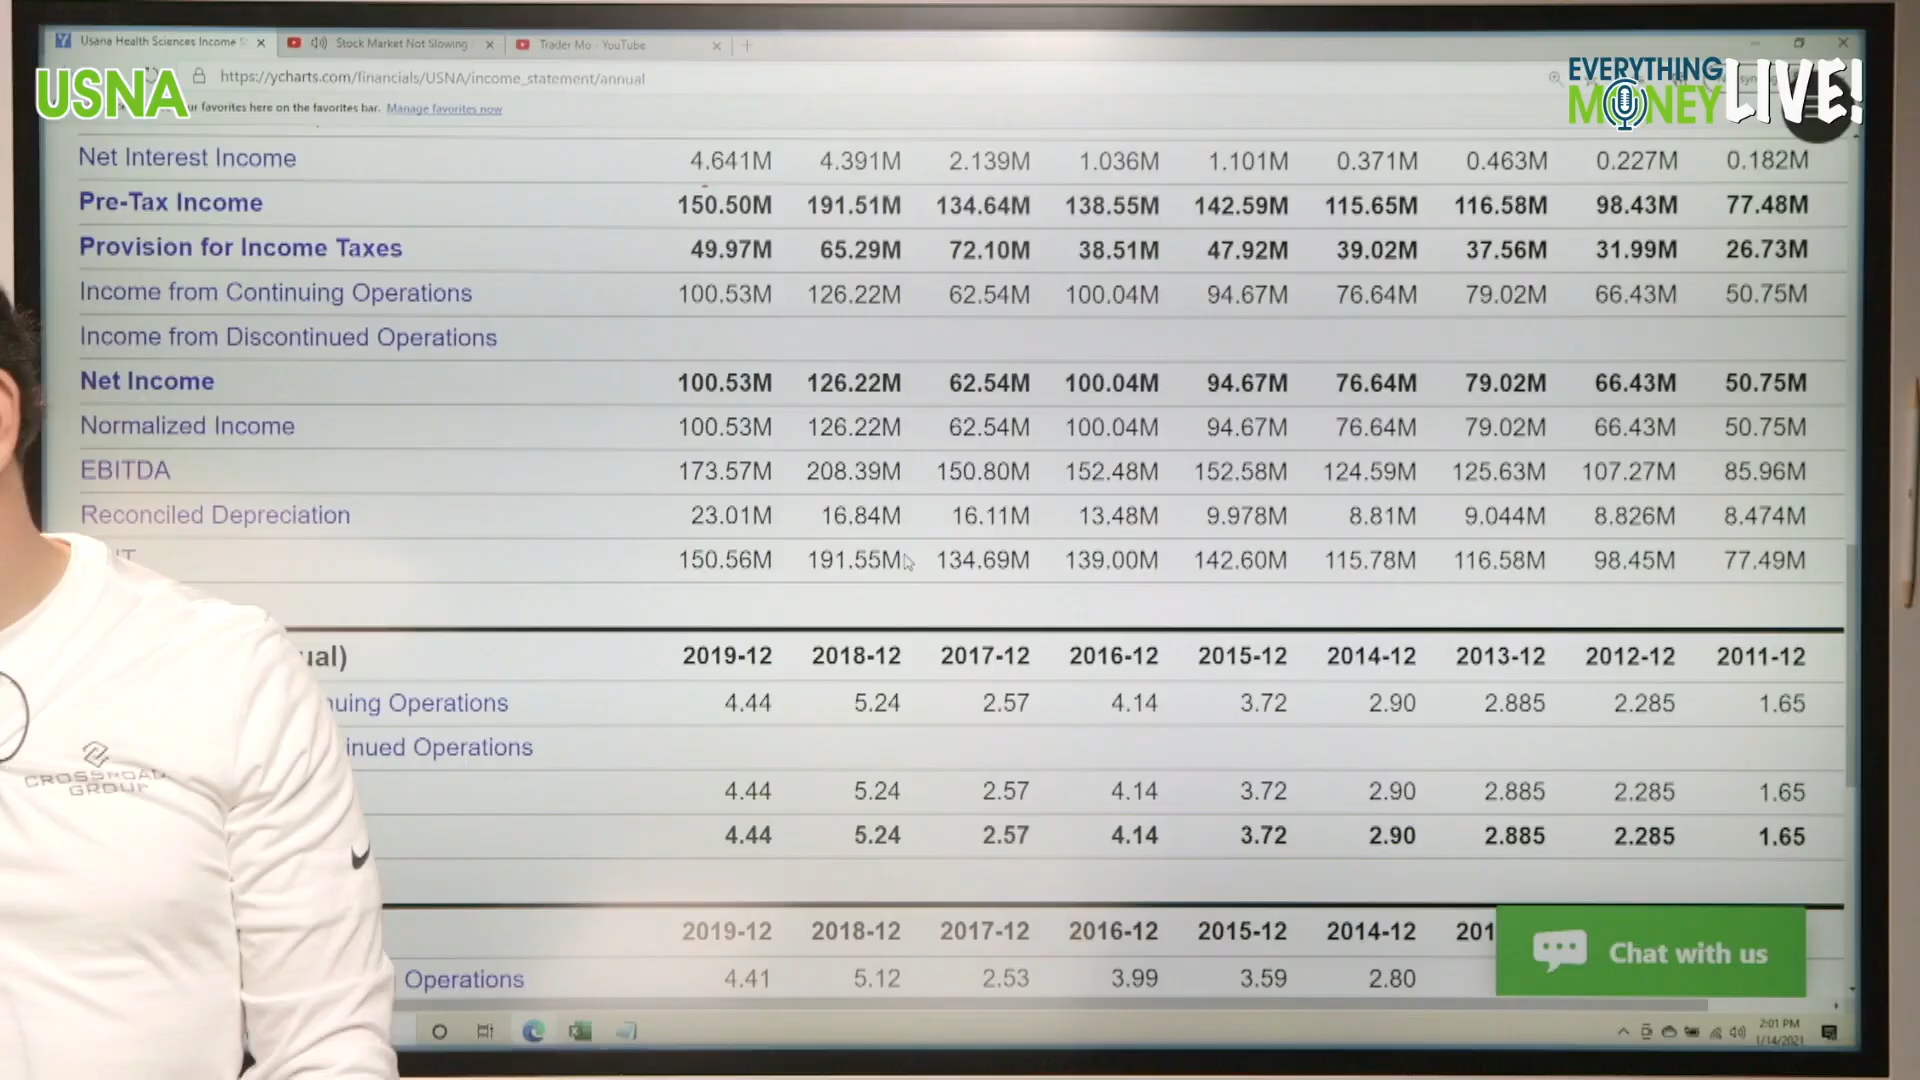 Usana Health Sciences Income S
Stock Market Not Slowing
Trader Mo - YouTube
USNA
https://ycharts.com/financials/USNA/income_statement/annual
EVERYTHING
MONEY LIVE!
ur favorites here on the favorites bar. Manage favorites now
Net Interest Income 4.641M 4.391M 2.139M 1.036M 1.101M 0.371M 0.463M 0.227M 0.182M
Pre-Tax Income 150.50M 191.51M 134.64M 138.55M 142.59M 115.65M 116.58M 98.43M 77.48M
Provision for Income Taxes 49.97M 65.29M 72.10M 38.51M 47.92M 39.02M 37.56M 31.99M 26.73M
Income from Continuing Operations 100.53M 126.22M 62.54M 100.04M 94.67M 76.64M 79.02M 66.43M 50.75M
Income from Discontinued Operations
Net Income 100.53M 126.22M 62.54M 100.04M 94.67M 76.64M 79.02M 66.43M 50.75M
Normalized Income 100.53M 126.22M 62.54M 100.04M 94.67M 76.64M 79.02M 66.43M 50.75M
EBITDA 173.57M 208.39M 150.80M 152.48M 152.58M 124.59M 125.63M 107.27M 85.96M
Reconciled Depreciation 23.01M 16.84M 16.11M 13.48M 9.978M 8.81M 9.044M 8.826M 8.474M
IT 150.56M 191.55M 134.69M 139.00M 142.60M 115.78M 116.58M 98.45M 77.49M
ual) 2019-12 2018-12 2017-12 2016-12 2015-12 2014-12 2013-12 2012-12 2011-12
nuing Operations 4.44 5.24 2.57 4.14 3.72 2.90 2.885 2.285 1.65
inued Operations
4.44 5.24 2.57 4.14 3.72 2.90 2.885 2.285 1.65
4.44 5.24 2.57 4.14 3.72 2.90 2.885 2.285 1.65
2019-12 2018-12 2017-12 2016-12 2015-12 2014-12 201
Operations 4.41 5.12 2.53 3.99 3.59 2.80
Chat with us
CROSSROAD
GROUP
2:01 PM
1/14/2021